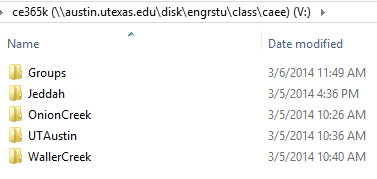 ce365k (\\austin.utexas.edu\disk\engrstu\class\caee) (V:)
Name Date modified
Groups 3/6/2014 11:49 AM
Jeddah 3/5/2014 4:36 PM
OnionCreek 3/5/2014 10:26 AM
UTAustin 3/5/2014 10:36 AM
WallerCreek 3/5/2014 10:40 AM